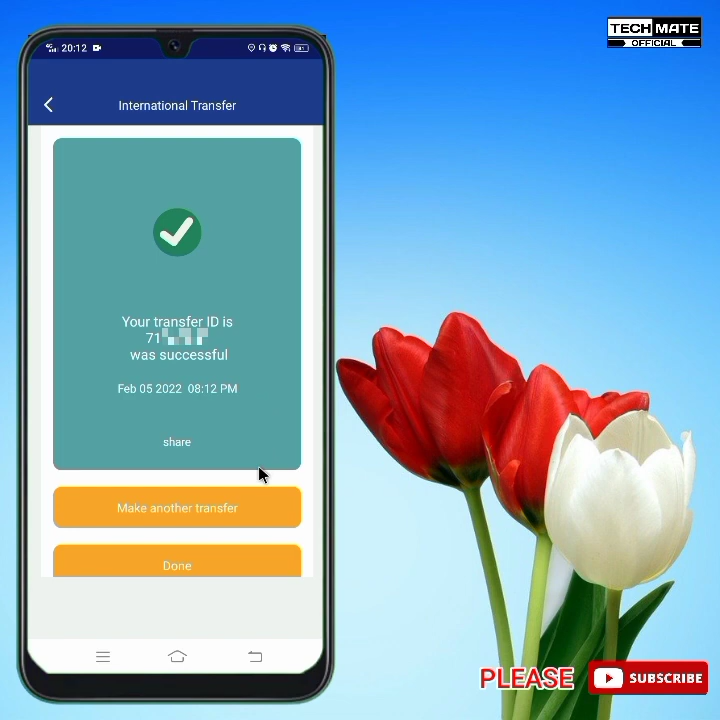 TECH MATE
OFFICIAL
20:12
International Transfer
Your transfer ID is
71
was successful
Feb 05 2022 08:12 PM
share
Make another transfer
Done
PLEASE
SUBSCRIBE